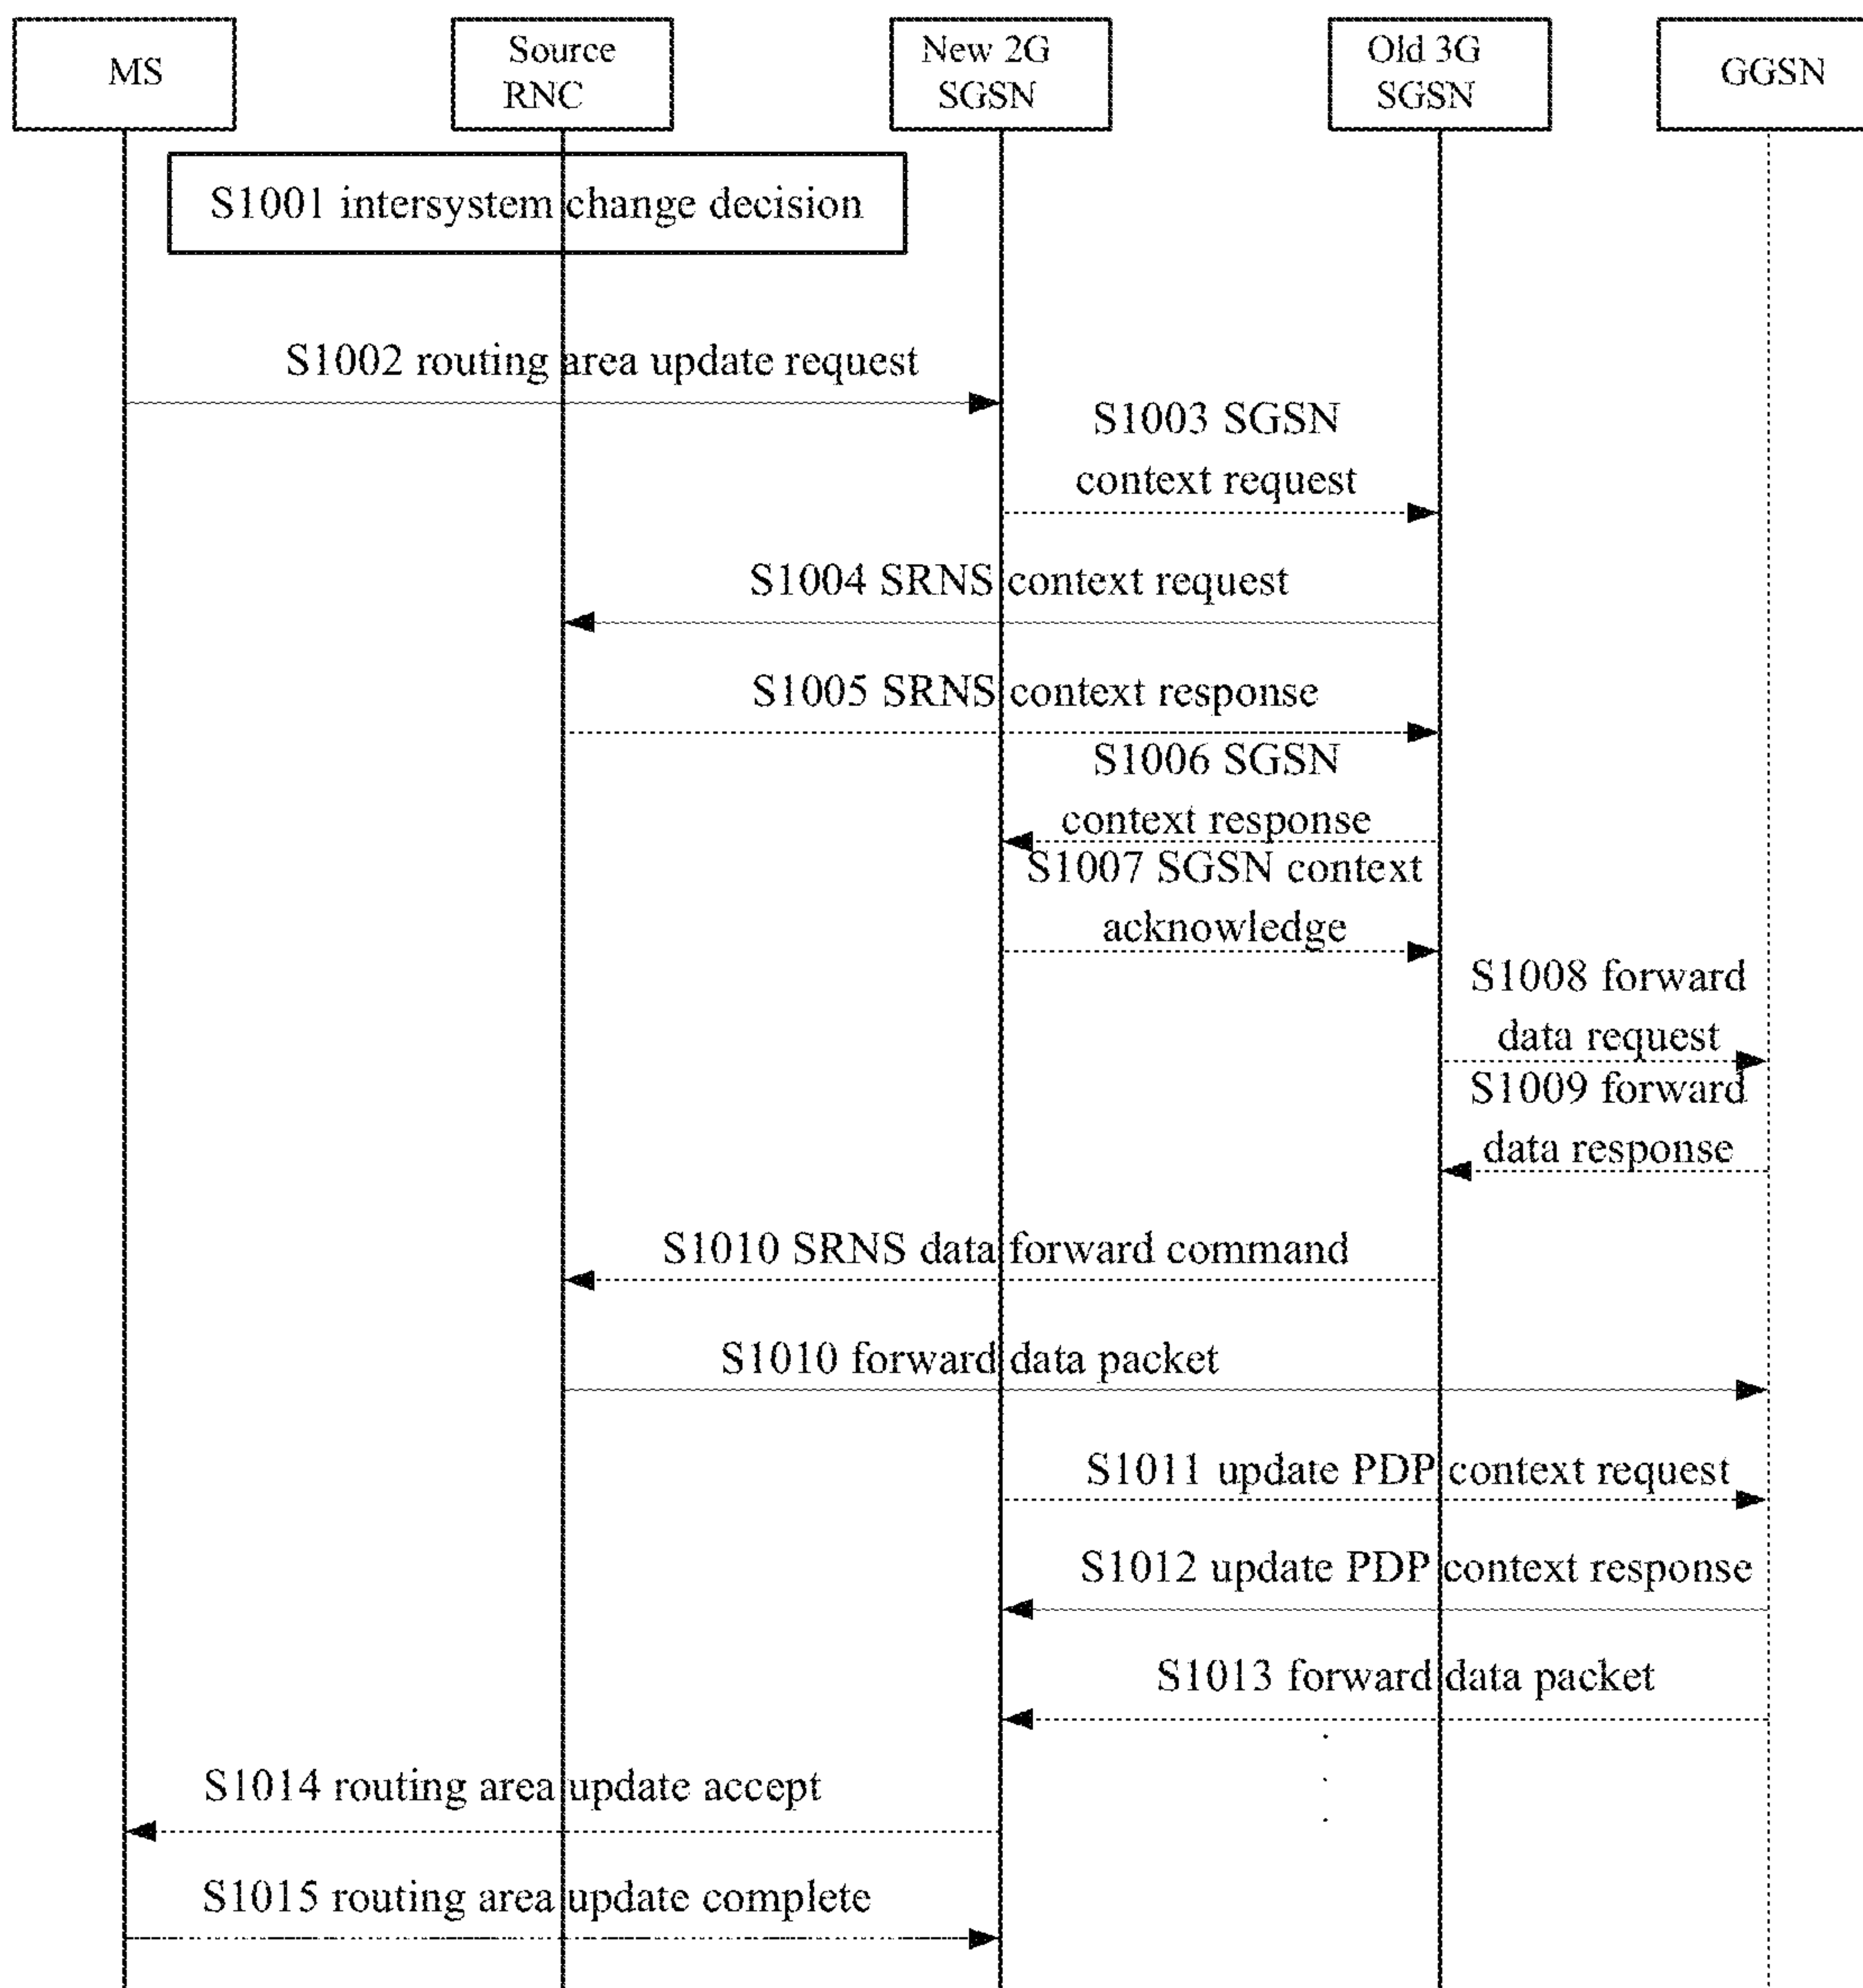 MS
Source
RNC
New 2G
SGSN
Old 3G
SGSN
GGSN
S1001 intersystem change decision
S1002 routing area update request
S1003 SGSN
context request
S1004 SRNS context request
S1005 SRNS context response
S1006 SGSN
context response
S1007 SGSN context
acknowledge
S1008 forward
data request
S1009 forward
data response
S1010 SRNS data forward command
S1010 forward data packet
S1011 update PDP context request
S1012 update PDP context response
S1013 forward data packet
S1014 routing area update accept
S1015 routing area update complete